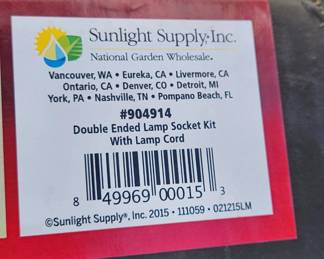 Sunlight Supply, Inc.
National Garden Wholesale®
Vancouver, WA • Eureka, CA • Livermore, CA
Ontario, CA • Denver, CO • Detroit, MI
York, PA • Nashville, TN • Pompano Beach, FL
#904914
Double Ended Lamp Socket Kit
With Lamp Cord
8 49969 00015 3
©Sunlight Supply®, Inc. 2015 • 111059 • 021215LM